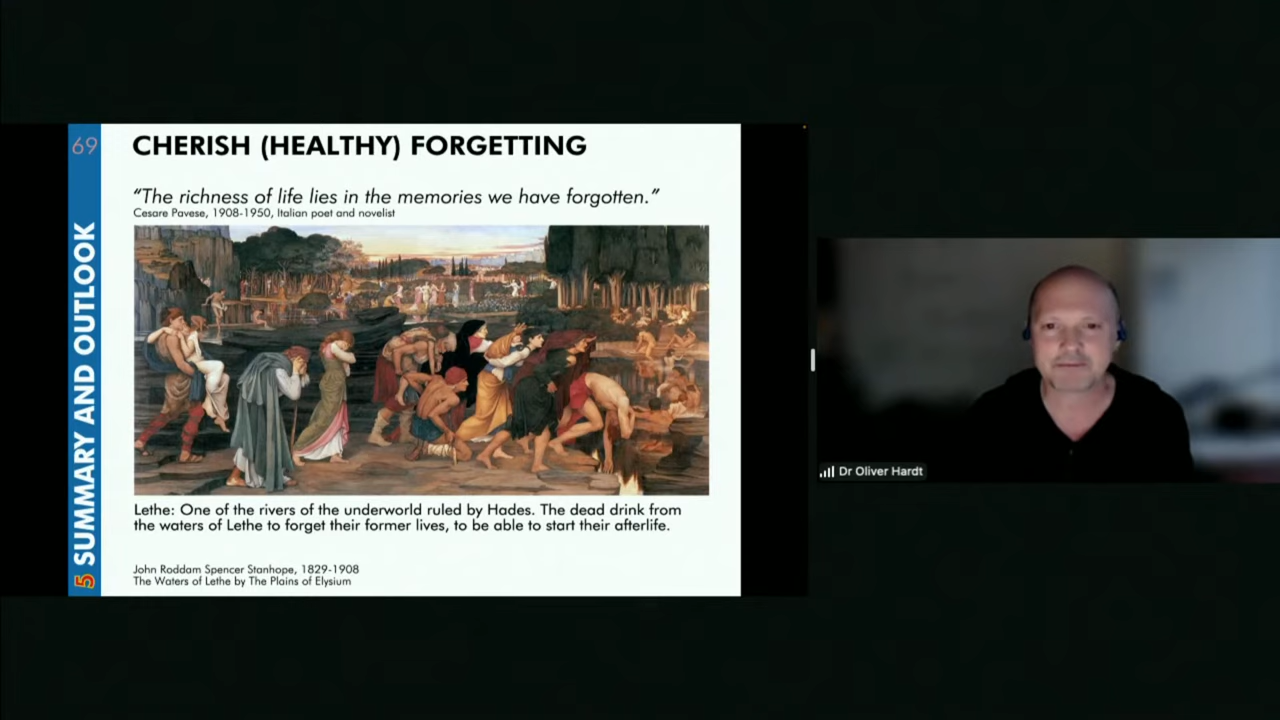 69
5 SUMMARY AND OUTLOOK
CHERISH (HEALTHY) FORGETTING
“The richness of life lies in the memories we have forgotten.”
Cesare Pavese, 1908-1950, Italian poet and novelist
Lethe: One of the rivers of the underworld ruled by Hades. The dead drink from
the waters of Lethe to forget their former lives, to be able to start their afterlife.
John Roddam Spencer Stanhope, 1829-1908
The Waters of Lethe by The Plains of Elysium
Dr Oliver Hardt